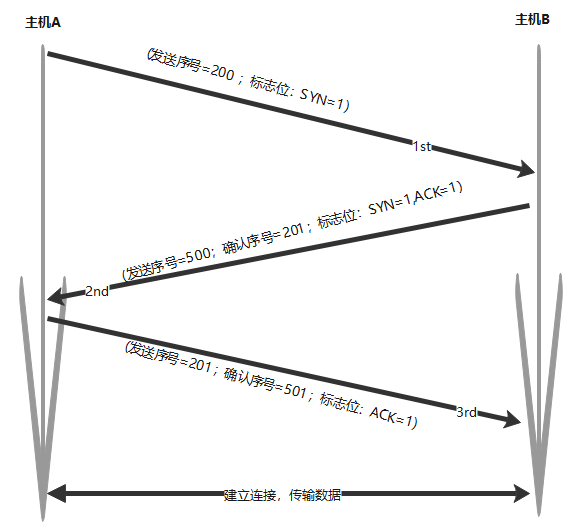 主机A
主机B
(发送序号=200 ；标志位：SYN=1)
1st
(发送序号=500；确认序号=201；标志位：SYN=1,ACK=1)
2nd
(发送序号=201；确认序号=501；标志位：ACK=1)
3rd
建立连接，传输数据